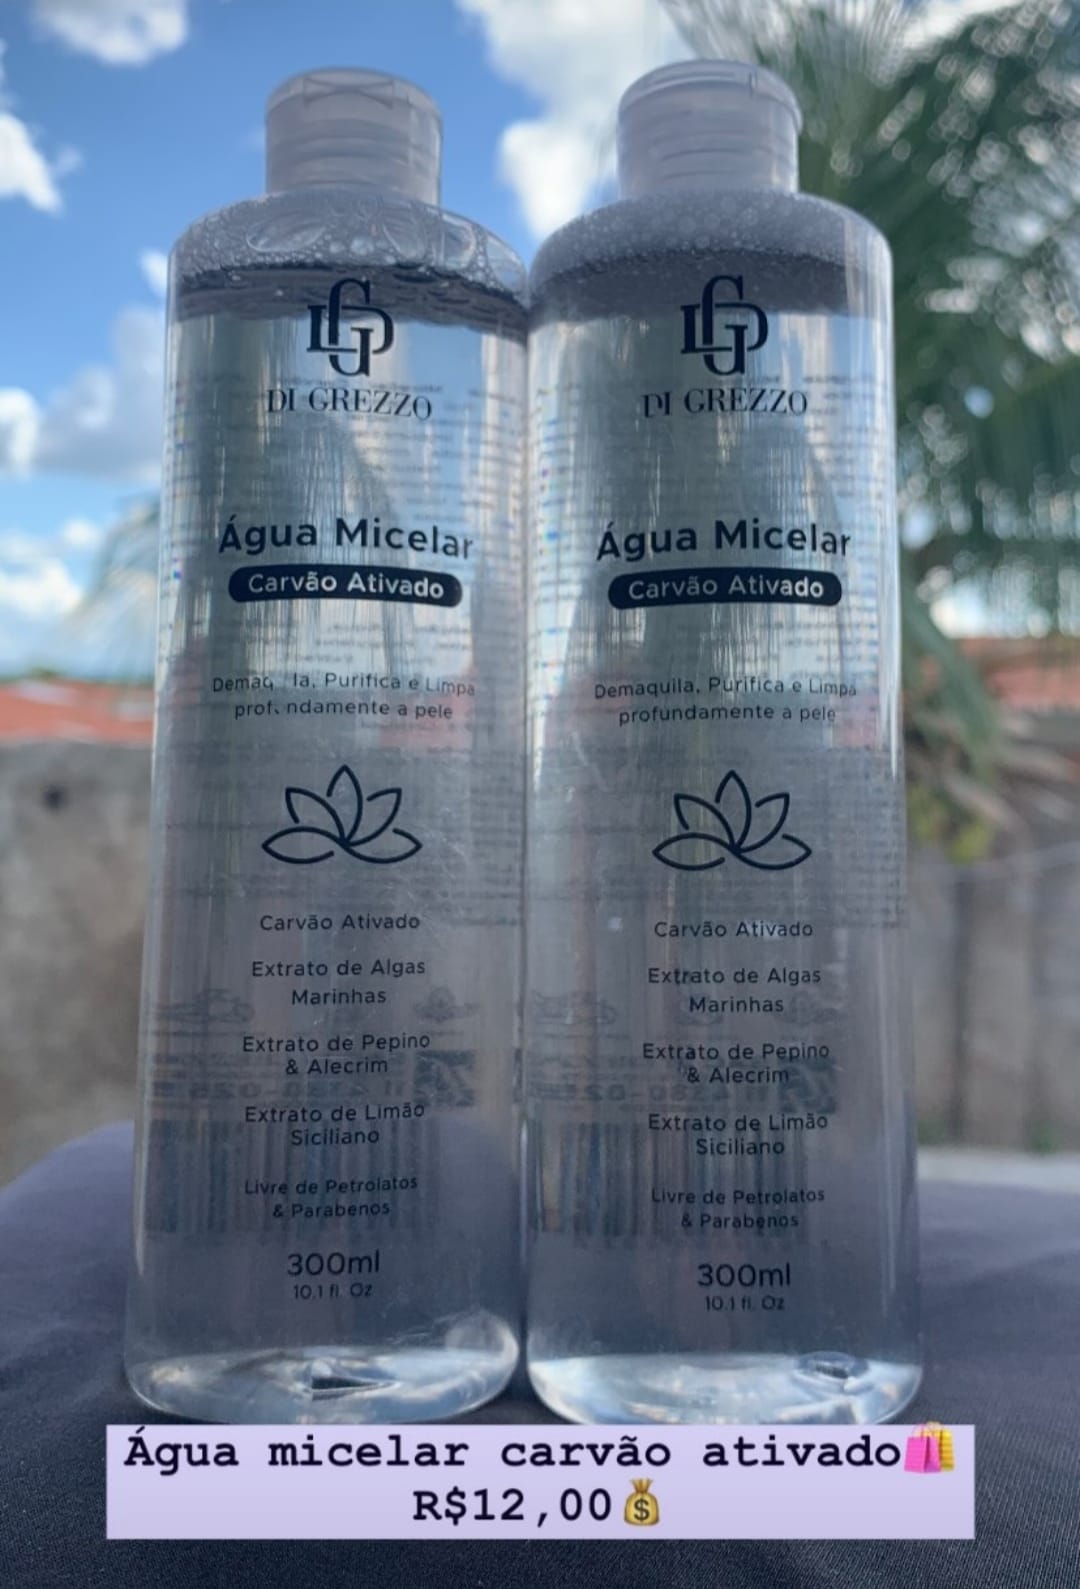 DI GREZZO
Água Micelar
Carvão Ativado
Purifica e Limpa
a pele
Carvão Ativado
Extrato de Algas
Marinhas
Extrato de Pepino
& Alecrim
Extrato de Limão
Siciliano
Livre de Petrolatos
& Parabenos
300ml
10.1 fl. Oz
DI GREZZO
Água Micelar
Carvão Ativado
Demaquila, Purifica e Limpa
profundamente a pele
Carvão Ativado
Extrato de Algas
Marinhas
Extrato de Pepino
& Alecrim
Extrato de Limão
Siciliano
Livre de Petrolatos
& Parabenos
300ml
10.1 fl. Oz
Água micelar carvão ativado🛍️
R$12,00💰